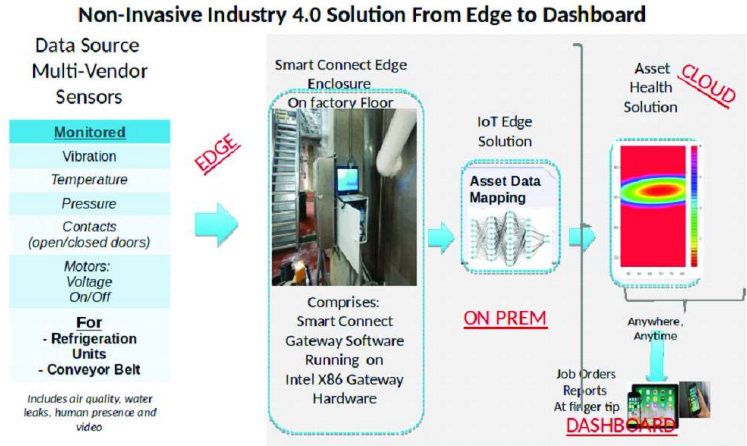 Non-Invasive Industry 4.0 Solution From Edge to Dashboard
Data Source
Multi-Vendor
Sensors
Monitored
Vibration
Temperature
Pressure
Contacts
(open/closed doors)
Motors:
Voltage
On/Off
For
- Refrigeration
Units
- Conveyor Belt
Includes air quality, water
leaks, human presence and
video
EDGE
Smart Connect Edge
Enclosure
On factory Floor
Comprises:
Smart Connect
Gateway Software
Running on
Intel X86 Gateway
Hardware
IoT Edge
Solution
Asset Data
Mapping
ON PREM
Asset
Health
Solution
CLOUD
Anywhere,
Anytime
Job Orders
Reports
At finger tip
DASHBOARD